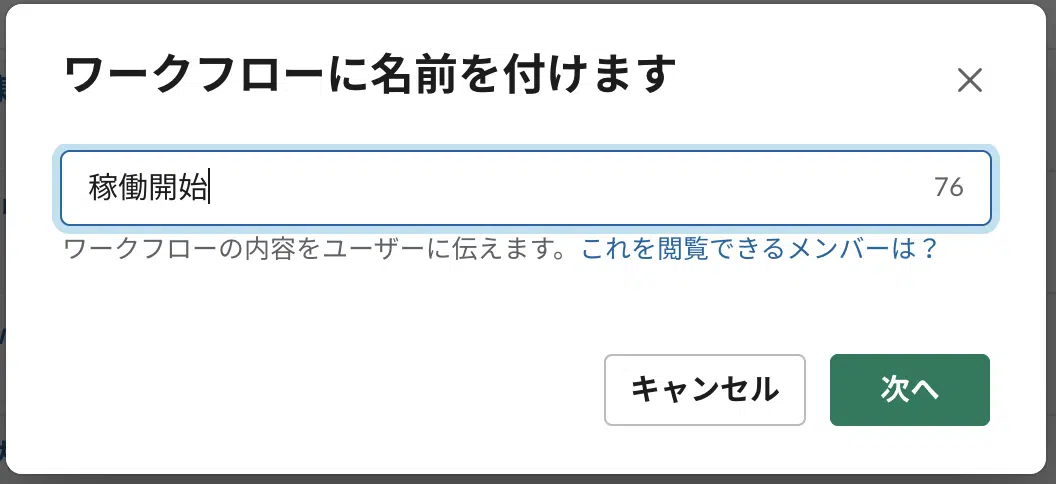 ワークフローに名前を付けます
稼働開始 76
ワークフローの内容をユーザーに伝えます。これを閲覧できるメンバーは？
キャンセル 次へ